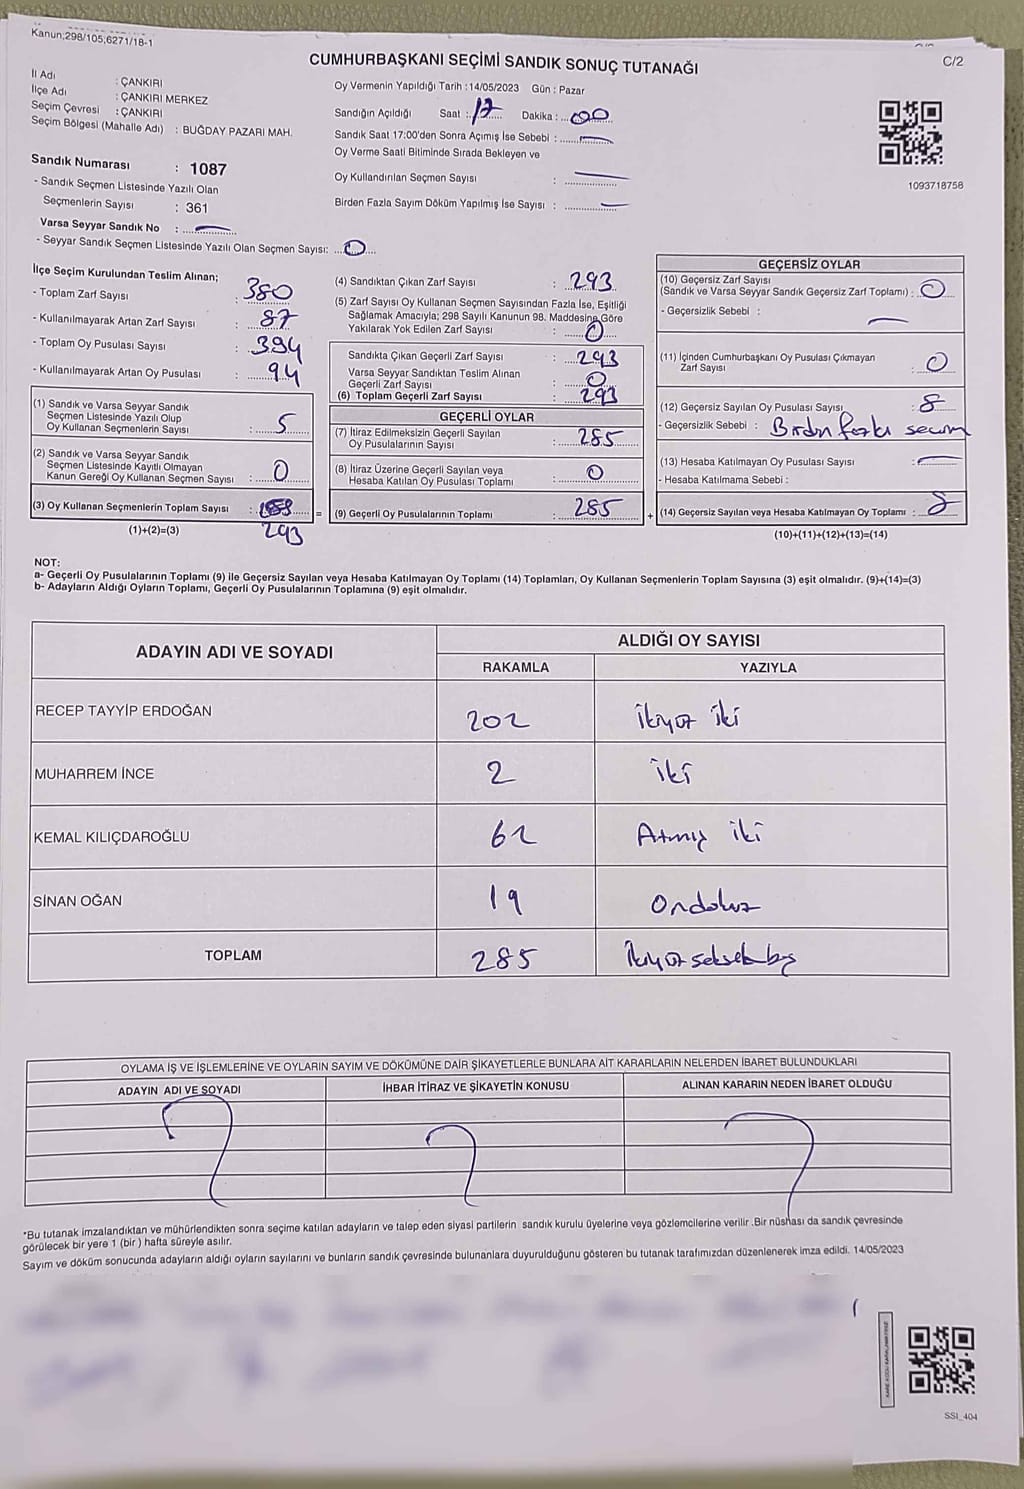 Kanun;298/105;6271/18-1
C/2
CUMHURBAŞKANI SEÇİMİ SANDIK SONUÇ TUTANAĞI
İl Adı : ÇANKIRI
İlçe Adı : ÇANKIRI MERKEZ
Seçim Çevresi : ÇANKIRI
Seçim Bölgesi (Mahalle Adı) : BUĞDAY PAZARI MAH.
Oy Vermenin Yapıldığı Tarih :14/05/2023 Gün : Pazar
Sandığın Açıldığı Saat : 17 Dakika : 00
Sandık Saat 17:00'den Sonra Açımış İse Sebebi :
Oy Verme Saati Bitiminde Sırada Bekleyen ve
Oy Kullandırılan Seçmen Sayısı :
Birden Fazla Sayım Döküm Yapılmış İse Sayısı :
1093718758
Sandık Numarası : 1087
- Sandık Seçmen Listesinde Yazılı Olan
Seçmenlerin Sayısı : 361
Varsa Seyyar Sandık No :
- Seyyar Sandık Seçmen Listesinde Yazılı Olan Seçmen Sayısı: 0
İlçe Seçim Kurulundan Teslim Alınan;
- Toplam Zarf Sayısı : 380
- Kullanılmayarak Artan Zarf Sayısı : 87
- Toplam Oy Pusulası Sayısı : 394
- Kullanılmayarak Artan Oy Pusulası : 94
(1) Sandık ve Varsa Seyyar Sandık
Seçmen Listesinde Yazılı Olup
Oy Kullanan Seçmenlerin Sayısı : 5
(2) Sandık ve Varsa Seyyar Sandık
Seçmen Listesinde Kayıtlı Olmayan
Kanun Gereği Oy Kullanan Seçmen Sayısı : 0
(3) Oy Kullanan Seçmenlerin Toplam Sayısı :
293
(1)+(2)=(3)
(4) Sandıktan Çıkan Zarf Sayısı : 293
(5) Zarf Sayısı Oy Kullanan Seçmen Sayısından Fazla İse, Eşitliği
Sağlamak Amacıyla; 298 Sayılı Kanunun 98. Maddesine Göre
Yakılarak Yok Edilen Zarf Sayısı : 0
Sandıkta Çıkan Geçerli Zarf Sayısı : 293
Varsa Seyyar Sandıktan Teslim Alınan
Geçerli Zarf Sayısı : 0
(6) Toplam Geçerli Zarf Sayısı : 293
GEÇERLİ OYLAR
(7) İtiraz Edilmeksizin Geçerli Sayılan
Oy Pusulalarının Sayısı : 285
(8) İtiraz Üzerine Geçerli Sayılan veya
Hesaba Katılan Oy Pusulası Toplamı : 0
= (9) Geçerli Oy Pusulalarının Toplamı : 285
GEÇERSİZ OYLAR
(10) Geçersiz Zarf Sayısı
(Sandık ve Varsa Seyyar Sandık Geçersiz Zarf Toplamı) : 0
- Geçersizlik Sebebi :
(11) İçinden Cumhurbaşkanı Oy Pusulası Çıkmayan
Zarf Sayısı : 0
(12) Geçersiz Sayılan Oy Pusulası Sayısı : 8
- Geçersizlik Sebebi : Birden fazla seçim
(13) Hesaba Katılmayan Oy Pusulası Sayısı :
- Hesaba Katılmama Sebebi :
+ (14) Geçersiz Sayılan veya Hesaba Katılmayan Oy Toplamı : 8
(10)+(11)+(12)+(13)=(14)
NOT:
a- Geçerli Oy Pusulalarının Toplamı (9) ile Geçersiz Sayılan veya Hesaba Katılmayan Oy Toplamı (14) Toplamları, Oy Kullanan Seçmenlerin Toplam Sayısına (3) eşit olmalıdır. (9)+(14)=(3)
b- Adayların Aldığı Oyların Toplamı, Geçerli Oy Pusulalarının Toplamına (9) eşit olmalıdır.
ADAYIN ADI VE SOYADI
ALDIĞI OY SAYISI
RAKAMLA YAZIYLA
RECEP TAYYİP ERDOĞAN 202 İkiyüz iki
MUHARREM İNCE 2 İki
KEMAL KILIÇDAROĞLU 62 Atmış iki
SİNAN OĞAN 19 Ondokuz
TOPLAM 285 İkiyüz seksenbeş
OYLAMA İŞ VE İŞLEMLERİNE VE OYLARIN SAYIM VE DÖKÜMÜNE DAİR ŞİKAYETLERLE BUNLARA AİT KARARLARIN NELERDEN İBARET BULUNDUKLARI
ADAYIN ADI VE SOYADI İHBAR İTİRAZ VE ŞİKAYETİN KONUSU ALINAN KARARIN NEDEN İBARET OLDUĞU
*Bu tutanak imzalandıktan ve mühürlendikten sonra seçime katılan adayların ve talep eden siyasi partilerin sandık kurulu üyelerine veya gözlemcilerine verilir .Bir nüshası da sandık çevresinde
görülecek bir yere 1 (bir ) hafta süreyle asılır.
Sayım ve döküm sonucunda adayların aldığı oyların sayılarını ve bunların sandık çevresinde bulunanlara duyurulduğunu gösteren bu tutanak tarafımızdan düzenlenerek imza edildi. 14/05/2023
SSI_404